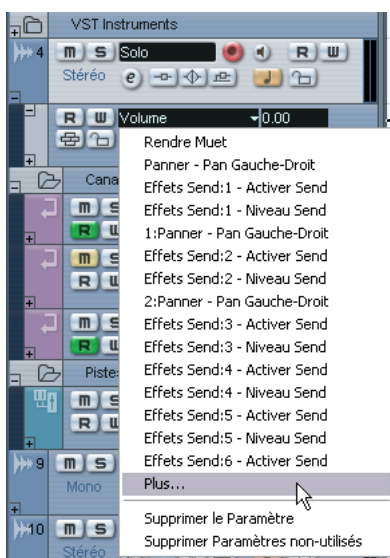 VST Instruments
4 m S Solo R W
Stéréo e
R W Volume 0.00
Rendre Muet
Panner - Pan Gauche-Droit
Cana
Effets Send:1 - Activer Send
m S
Effets Send:1 - Niveau Send
R W
1:Panner - Pan Gauche-Droit
m S
Effets Send:2 - Activer Send
R W
Effets Send:2 - Niveau Send
2:Panner - Pan Gauche-Droit
m S
Effets Send:3 - Activer Send
R W
Effets Send:3 - Niveau Send
Piste:
Effets Send:4 - Activer Send
m S
Effets Send:4 - Niveau Send
R W
Effets Send:5 - Activer Send
Effets Send:5 - Niveau Send
9 m S
Effets Send:6 - Activer Send
Mono
Plus...
10 m S
Supprimer le Paramètre
Stéréo
Supprimer Paramètres non-utilisés